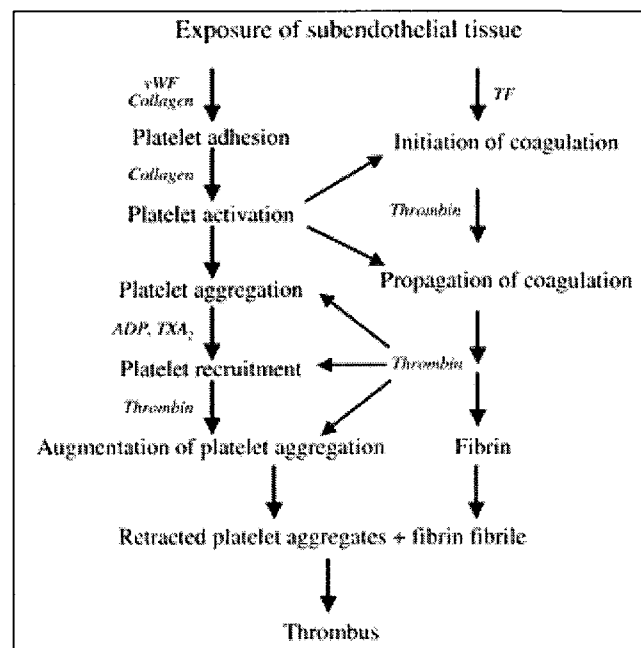 Exposure of subendothelial tissue
vWF
Collagen
TF
Platelet adhesion
Initiation of coagulation
Collagen
Platelet activation
Thrombin
Platelet aggregation
Propagation of coagulation
ADP, TXA
Platelet recruitment
Thrombin
Thrombin
Augmentation of platelet aggregation
Fibrin
Retracted platelet aggregates + fibrin fibrile
Thrombus